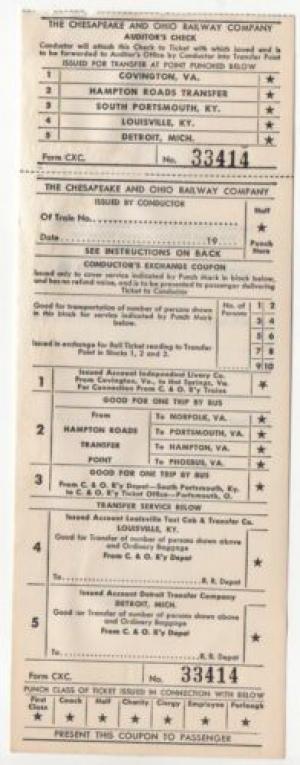 THE CHESAPEAKE AND OHIO RAILWAY COMPANY
AUDITOR'S CHECK
Conductor will attach this Check to Ticket with which issued and is
to be forwarded to Auditor's Office by Conductor into Transfer Point
ISSUED FOR TRANSFER AT POINT PUNCHED BELOW
1 COVINGTON, VA. ★
2 HAMPTON ROADS TRANSFER ★
3 SOUTH PORTSMOUTH, KY. ★
4 LOUISVILLE, KY. ★
5 DETROIT, MICH. ★
Form CXC. No. 33414
THE CHESAPEAKE AND OHIO RAILWAY COMPANY
ISSUED BY CONDUCTOR
Of Train No.
Date 19
Half
★
Punch
Mark
SEE INSTRUCTIONS ON BACK
CONDUCTOR'S EXCHANGE COUPON
Issued only to cover service indicated by Punch Mark in block below,
and has no refund value, and is to be presented to passenger delivering
Ticket to Conductor
Good for transportation of number of persons shown
in this block for service indicated by Punch Mark
below.
Issued in exchange for Rail Ticket reading to Transfer
Point in Blocks 1, 2 and 3.
No. of
Persons
1 2
3 4
5 6
7 8
9 10
1
Issued Account Independent Livery Co.
From Covington, Va., to Hot Springs, Va.
For Connection From C. & O. R'y Trains
★
GOOD FOR ONE TRIP BY BUS
2
From
HAMPTON ROADS
TRANSFER
POINT
To NORFOLK, VA. ★
To PORTSMOUTH, VA. ★
To HAMPTON, VA. ★
To PHOEBUS, VA. ★
3
GOOD FOR ONE TRIP BY BUS
From C. & O. R'y Depot—South Portsmouth, Ky.
to C. & O. R'y Ticket Office—Portsmouth, O.
★
TRANSFER SERVICE BELOW
4
Issued Account Louisville Taxi Cab & Transfer Co.
LOUISVILLE, KY.
Good for Transfer of number of persons shown above
and Ordinary Baggage
From C. & O. R'y Depot
To R. R. Depot
★
5
Issued Account Detroit Transfer Company
DETROIT, MICH.
Good for Transfer of number of persons shown above
and Ordinary Baggage
From C. & O. R'y Depot
To R. R. Depot
★
Form CXC. No. 33414
PUNCH CLASS OF TICKET ISSUED IN CONNECTION WITH BELOW
First Class ★ Coach ★ Half ★ Charity ★ Clergy ★ Employee ★ Furlough ★
PRESENT THIS COUPON TO PASSENGER